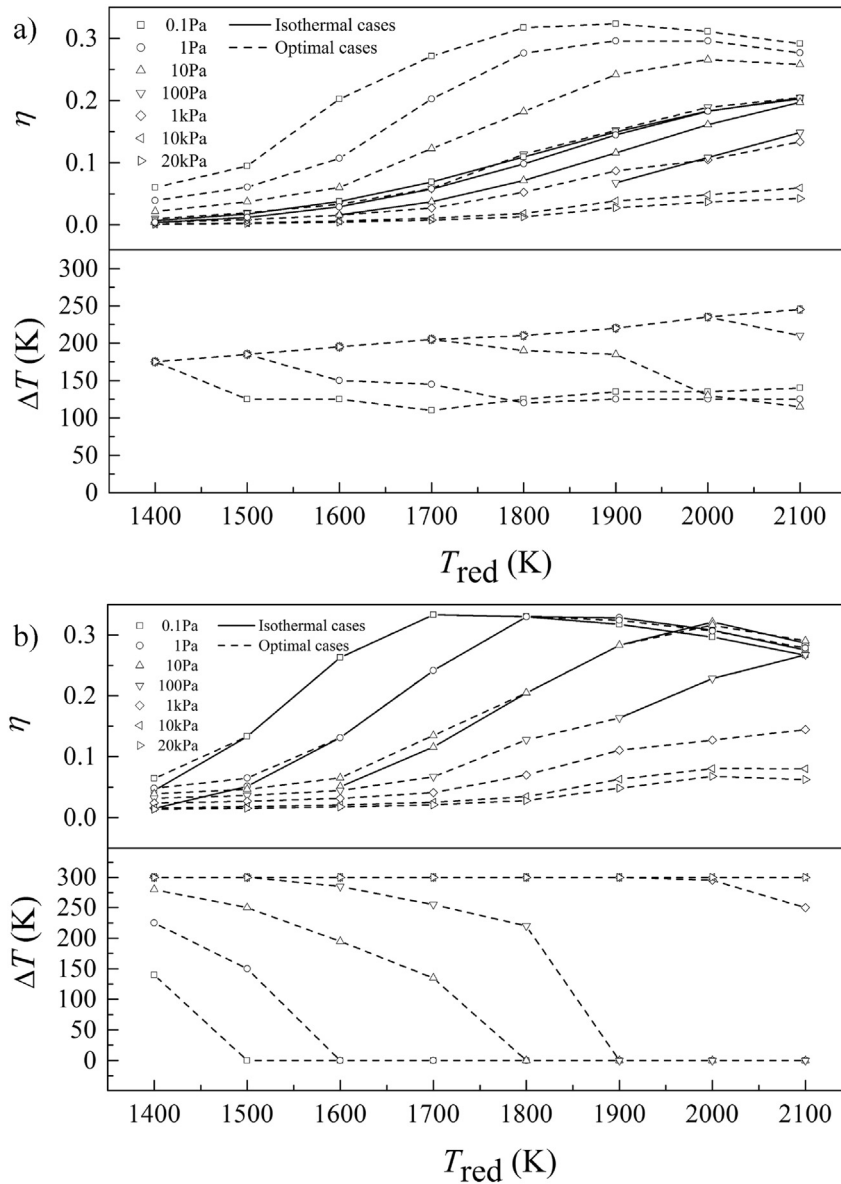 a)
0.1Pa
1Pa
10Pa
100Pa
1kPa
10kPa
20kPa
Isothermal cases
Optimal cases
η
0.3
0.2
0.1
0.0
ΔT (K)
300
250
200
150
100
50
0
1400 1500 1600 1700 1800 1900 2000 2100
Tred (K)
b)
0.1Pa
1Pa
10Pa
100Pa
1kPa
10kPa
20kPa
Isothermal cases
Optimal cases
η
0.3
0.2
0.1
0.0
ΔT (K)
300
250
200
150
100
50
0
1400 1500 1600 1700 1800 1900 2000 2100
Tred (K)